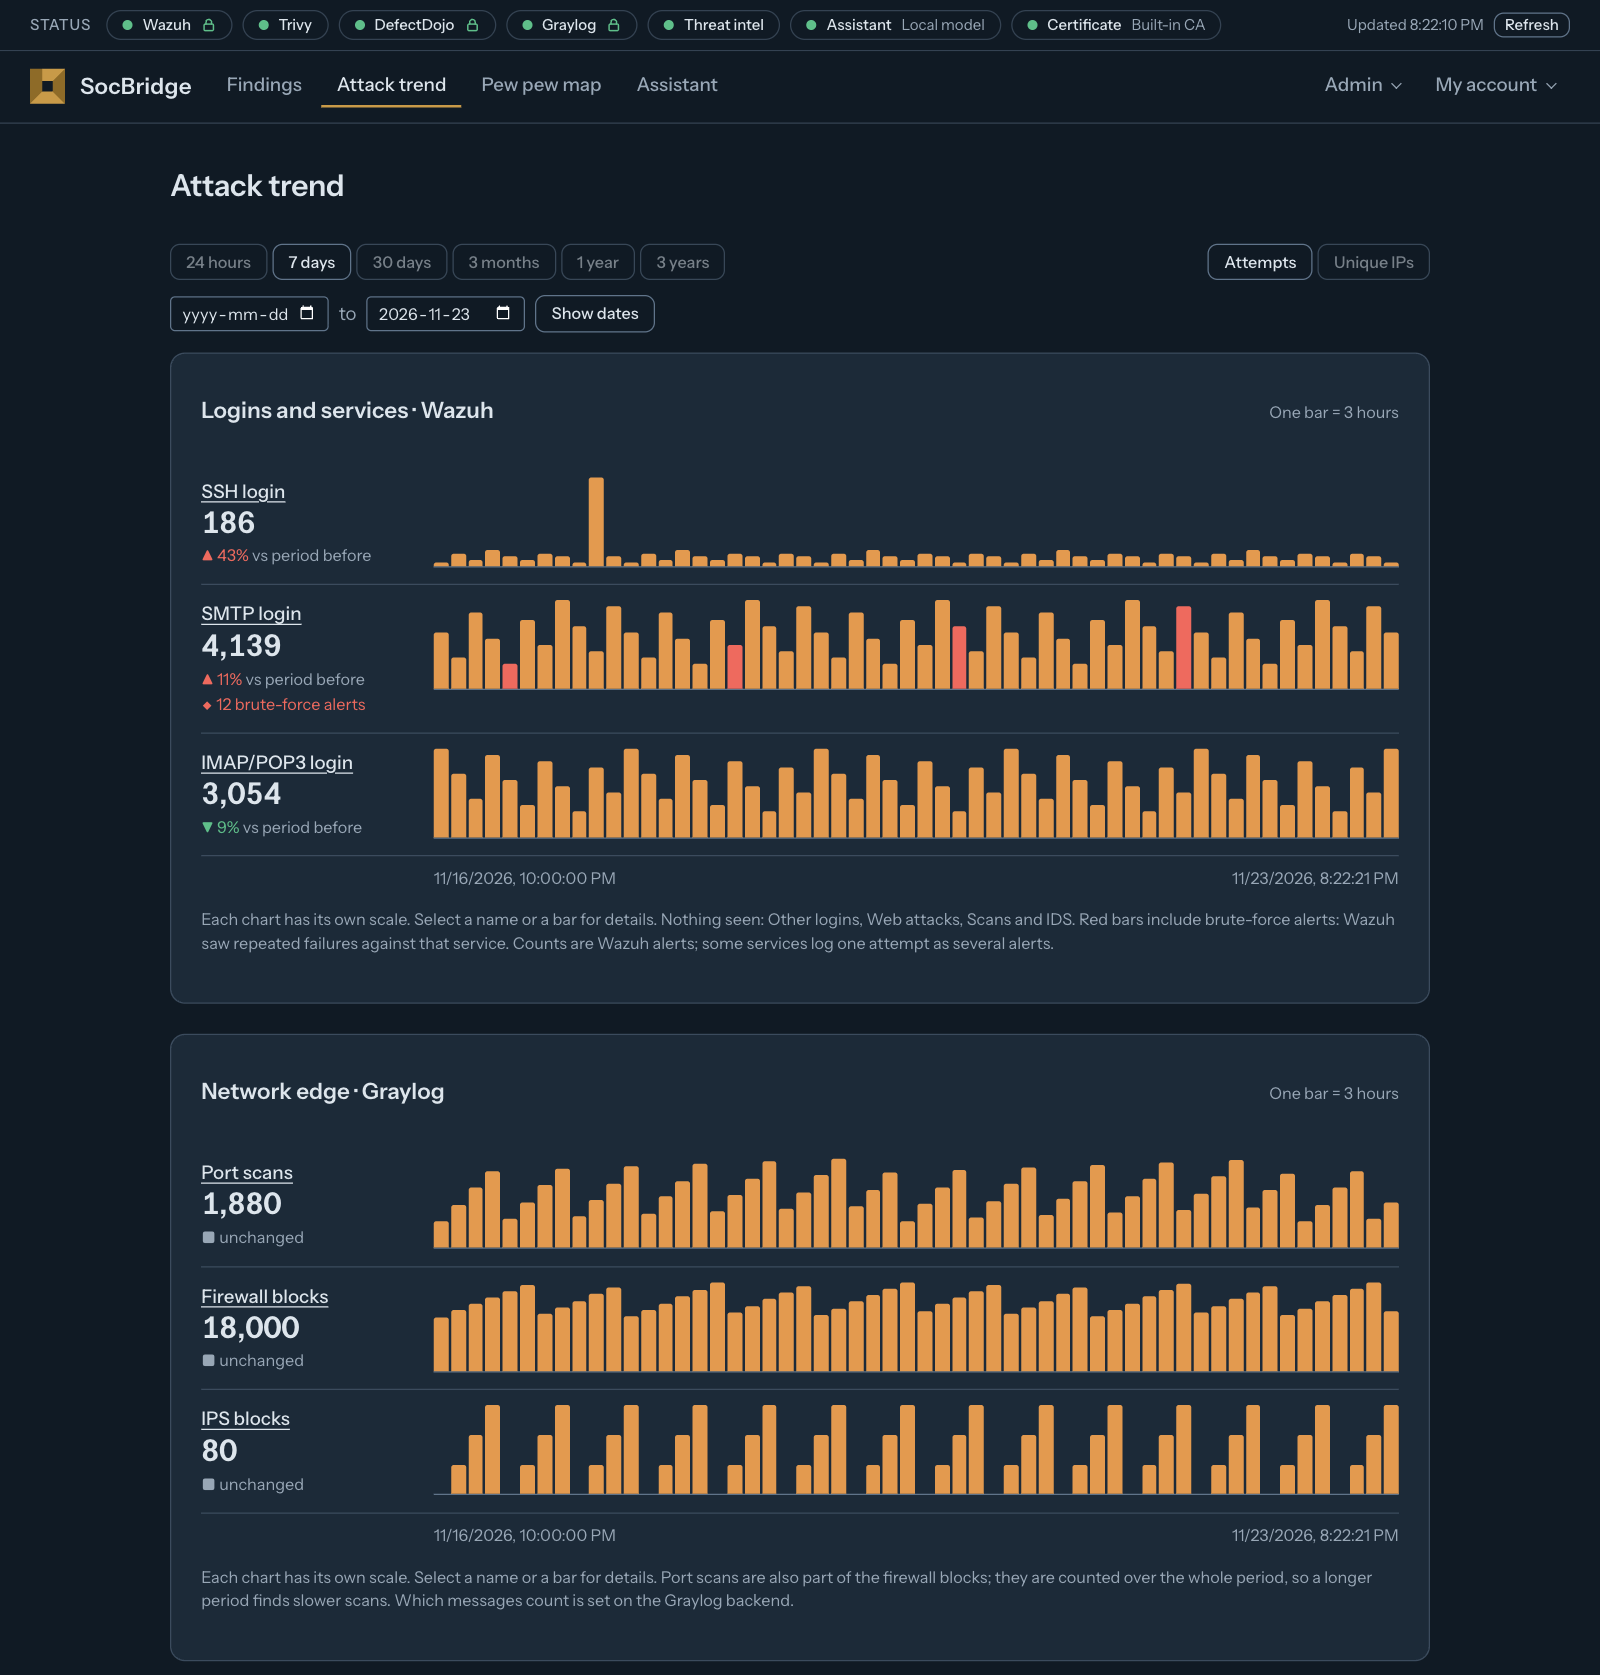 STATUS Wazuh Trivy DefectDojo Graylog Threat intel Assistant Local model Certificate Built-in CA Updated 8:22:10 PM Refresh
SocBridge Findings Attack trend Pew pew map Assistant Admin My account
Attack trend
24 hours 7 days 30 days 3 months 1 year 3 years Attempts Unique IPs
yyyy-mm-dd to 2026-11-23 Show dates
Logins and services · Wazuh One bar = 3 hours
SSH login
186
▲ 43% vs period before
SMTP login
4,139
▲ 11% vs period before
◆ 12 brute-force alerts
IMAP/POP3 login
3,054
▼ 9% vs period before
11/16/2026, 10:00:00 PM 11/23/2026, 8:22:21 PM
Each chart has its own scale. Select a name or a bar for details. Nothing seen: Other logins, Web attacks, Scans and IDS. Red bars include brute-force alerts: Wazuh
saw repeated failures against that service. Counts are Wazuh alerts; some services log one attempt as several alerts.
Network edge · Graylog One bar = 3 hours
Port scans
1,880
■ unchanged
Firewall blocks
18,000
■ unchanged
IPS blocks
80
■ unchanged
11/16/2026, 10:00:00 PM 11/23/2026, 8:22:21 PM
Each chart has its own scale. Select a name or a bar for details. Port scans are also part of the firewall blocks; they are counted over the whole period, so a longer
period finds slower scans. Which messages count is set on the Graylog backend.